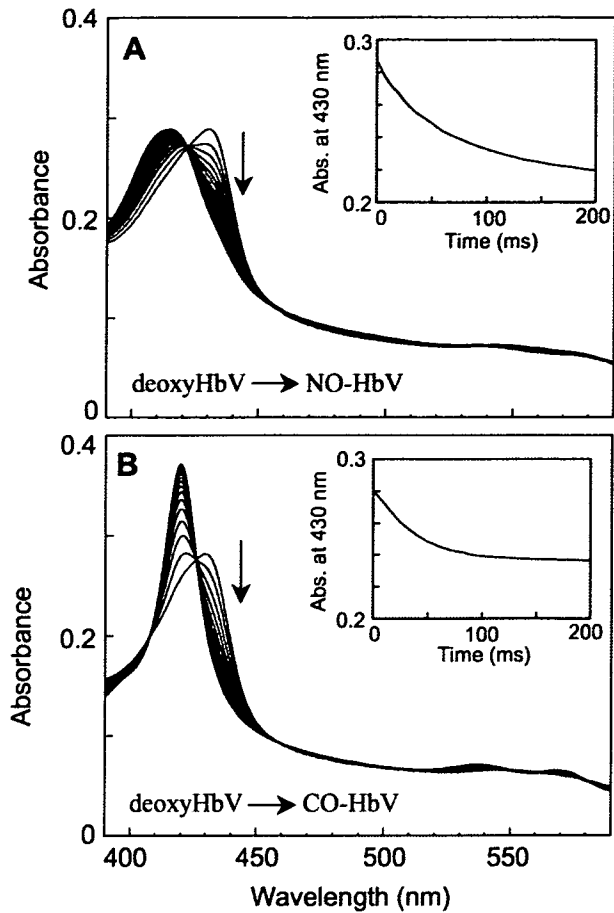 A
0.4
0.2
0
Absorbance
0.3
0.2
Abs. at 430 nm
0
100
200
Time (ms)
deoxyHbV → NO-HbV
B
0.4
0.2
0
Absorbance
0.3
0.2
Abs. at 430 nm
0
100
200
Time (ms)
deoxyHbV → CO-HbV
400
450
500
550
Wavelength (nm)